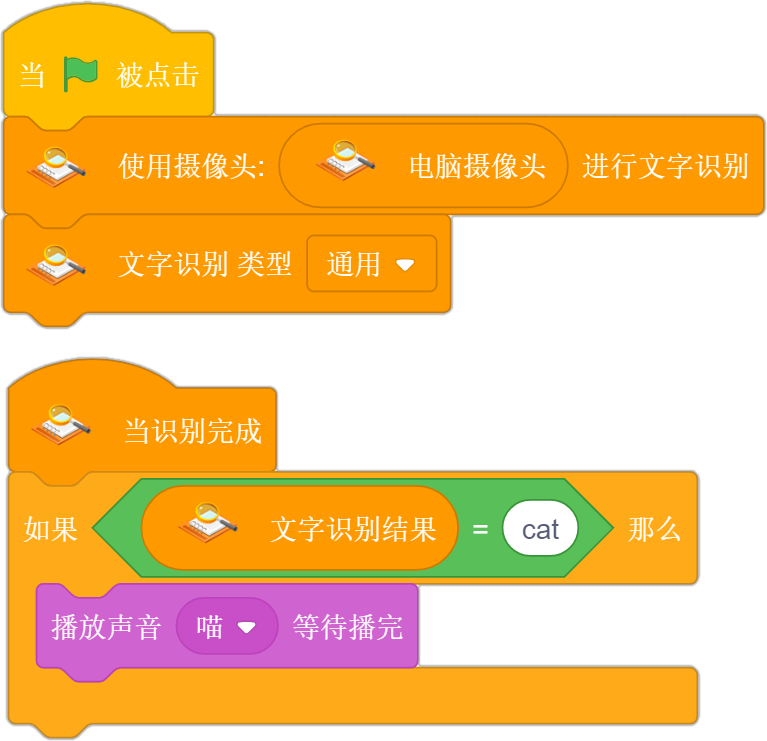 当 被点击
使用摄像头: 电脑摄像头 进行文字识别
文字识别 类型 通用
当识别完成
如果 文字识别结果 = cat 那么
播放声音 喵 等待播完